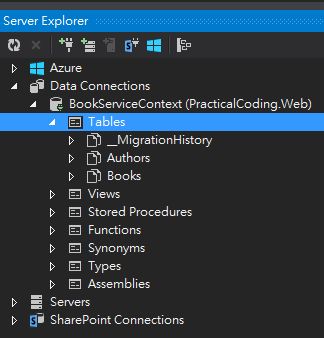 Server Explorer
Azure
Data Connections
BookServiceContext (PracticalCoding.Web)
Tables
__MigrationHistory
Authors
Books
Views
Stored Procedures
Functions
Synonyms
Types
Assemblies
Servers
SharePoint Connections